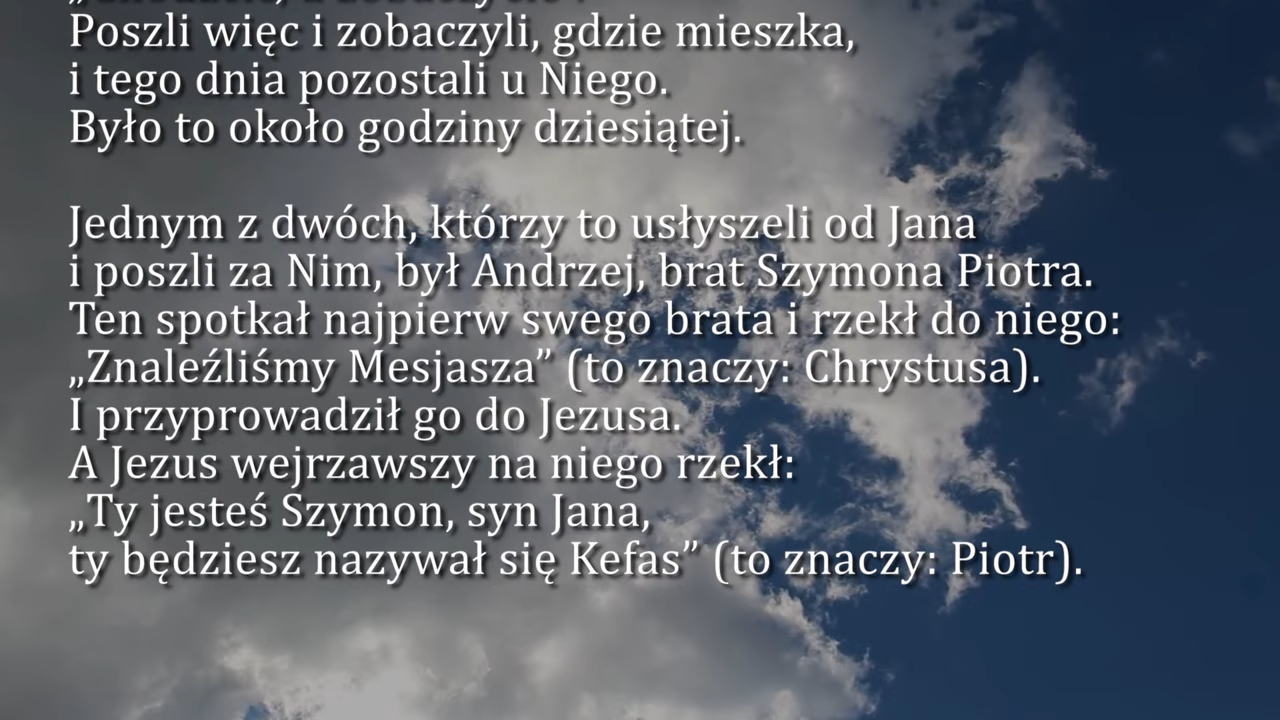 Poszli więc i zobaczyli, gdzie mieszka,
i tego dnia pozostali u Niego.
Było to około godziny dziesiątej.
Jednym z dwóch, którzy to usłyszeli od Jana
i poszli za Nim, był Andrzej, brat Szymona Piotra.
Ten spotkał najpierw swego brata i rzekł do niego:
„Znaleźliśmy Mesjasza” (to znaczy: Chrystusa).
I przyprowadził go do Jezusa.
A Jezus wejrzawszy na niego rzekł:
„Ty jesteś Szymon, syn Jana,
ty będziesz nazywał się Kefas” (to znaczy: Piotr).